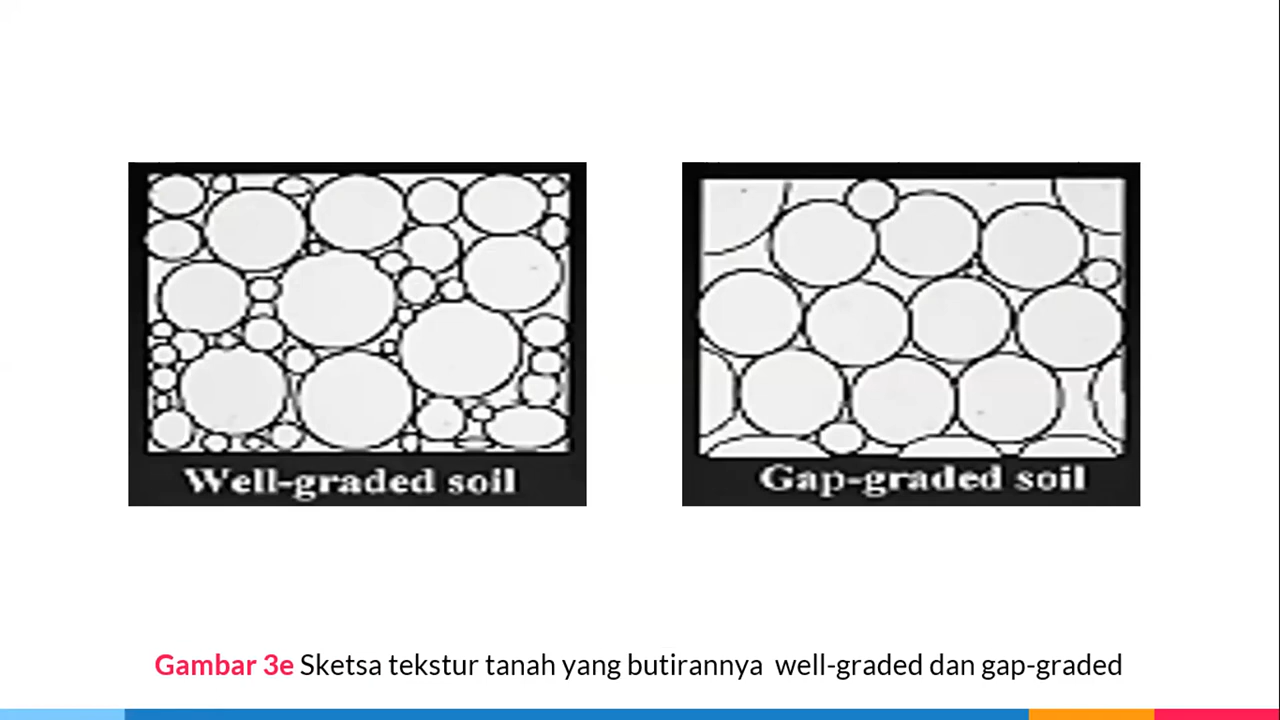 Well-graded soil
Gap-graded soil
Gambar 3e Sketsa tekstur tanah yang butirannya well-graded dan gap-graded